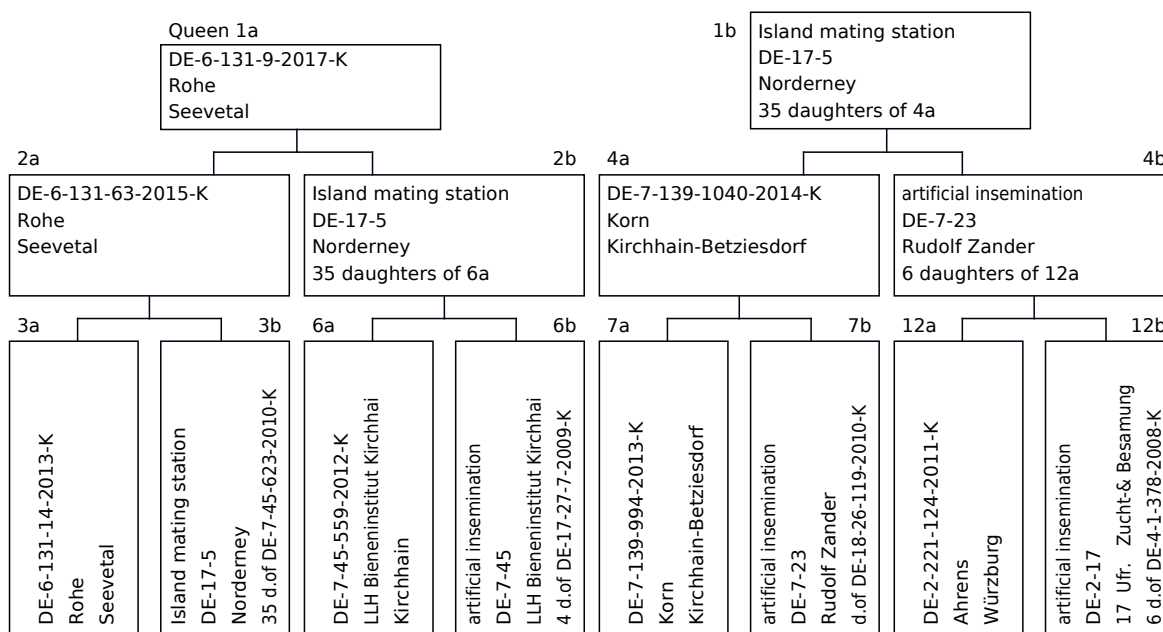 Queen 1a
DE-6-131-9-2017-K
Rohe
Seevetal
1b
Island mating station
DE-17-5
Norderney
35 daughters of 4a
2a
DE-6-131-63-2015-K
Rohe
Seevetal
2b
Island mating station
DE-17-5
Norderney
35 daughters of 6a
4a
DE-7-139-1040-2014-K
Korn
Kirchhain-Betziesdorf
4b
artificial insemination
DE-7-23
Rudolf Zander
6 daughters of 12a
3a
DE-6-131-14-2013-K
Rohe
Seevetal
3b
Island mating station
DE-17-5
Norderney
35 d.of DE-7-45-623-2010-K
6a
DE-7-45-559-2012-K
LLH Bieneninstitut Kirchhai
Kirchhain
6b
artificial insemination
DE-7-45
LLH Bieneninstitut Kirchhai
4 d.of DE-17-27-7-2009-K
7a
DE-7-139-994-2013-K
Korn
Kirchhain-Betziesdorf
7b
artificial insemination
DE-7-23
Rudolf Zander
d.of DE-18-26-119-2010-K
12a
DE-2-221-124-2011-K
Ahrens
Würzburg
12b
artificial insemination
DE-2-17
17 Ufr. Zucht-& Besamung
6 d.of DE-4-1-378-2008-K